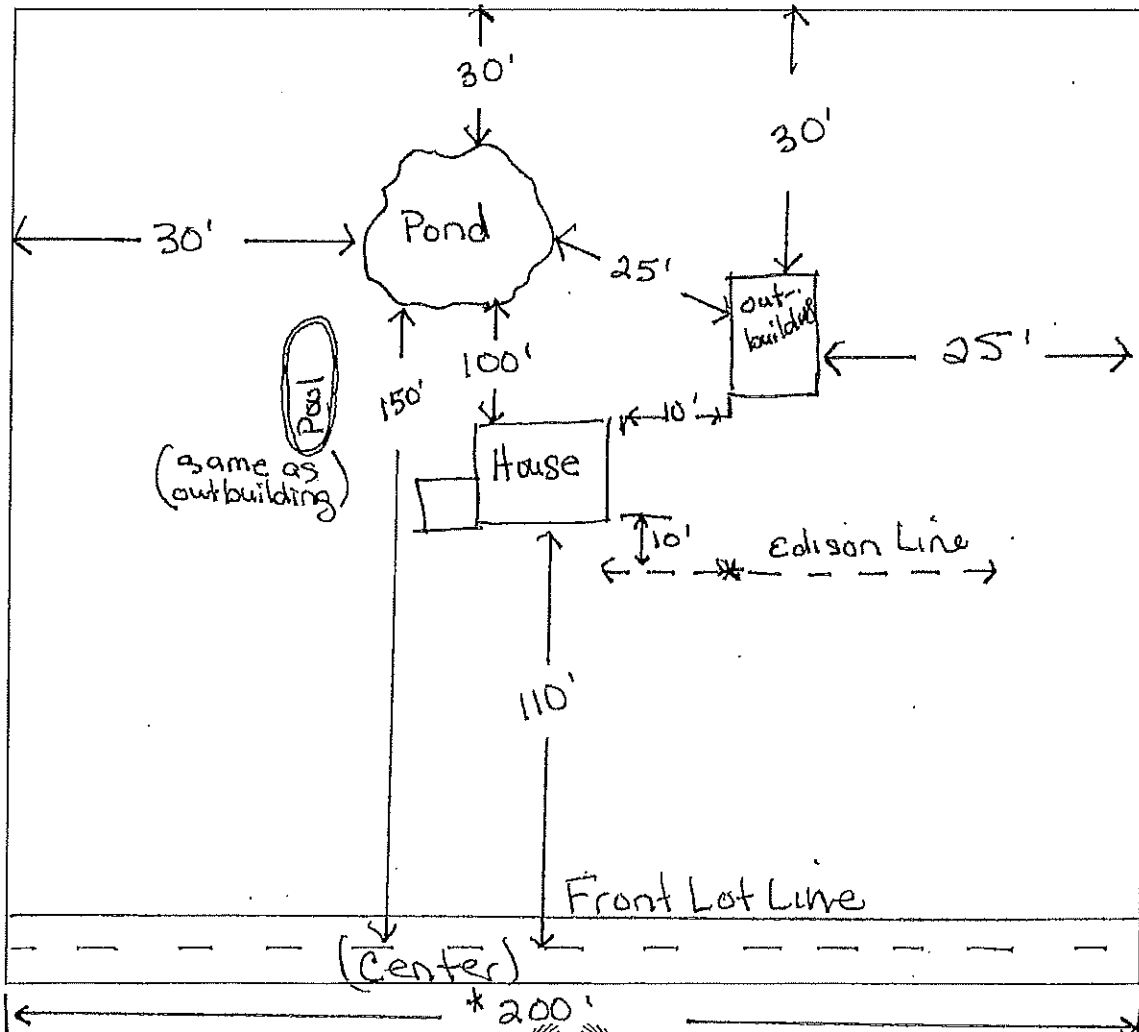 30'
30'
30'
Pond
25'
out-
building
25'
Pool
150'
100'
10'
(same as
outbuilding)
House
10'
Edison Line
110'
Front Lot Line
(Center)
* 200'